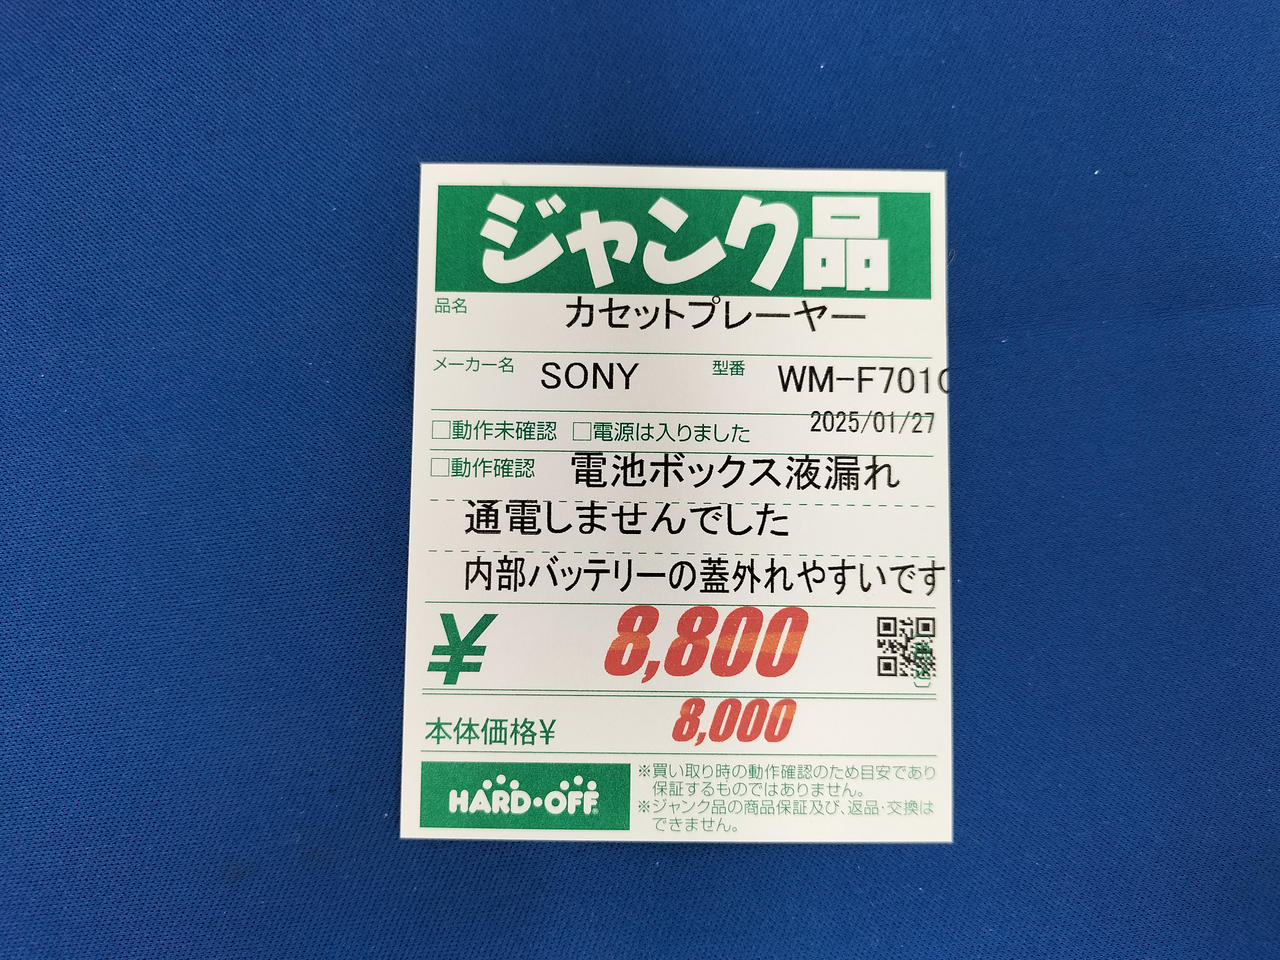 ジャンク品
品名 カセットプレーヤー
メーカー名 SONY 型番 WM-F701C
2025/01/27
□動作未確認 □電源は入りました
□動作確認 電池ボックス液漏れ
通電しませんでした
内部バッテリーの蓋外れやすいです
¥ 8,800
本体価格¥ 8,000
HARD・OFF
※買い取り時の動作確認のため目安であり
保証するものではありません。
※ジャンク品の商品保証及び、返品・交換は
できません。